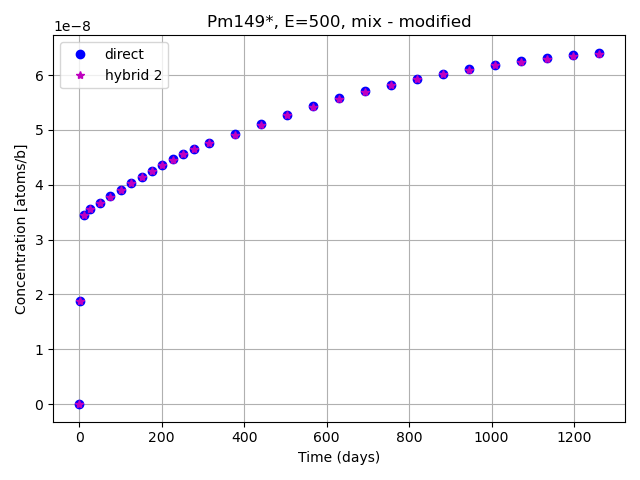 Pm149*, E=500, mix - modified
1e−8
direct
hybrid 2
6
5
4
3
2
1
0
Concentration [atoms/b]
0 200 400 600 800 1000 1200
Time (days)